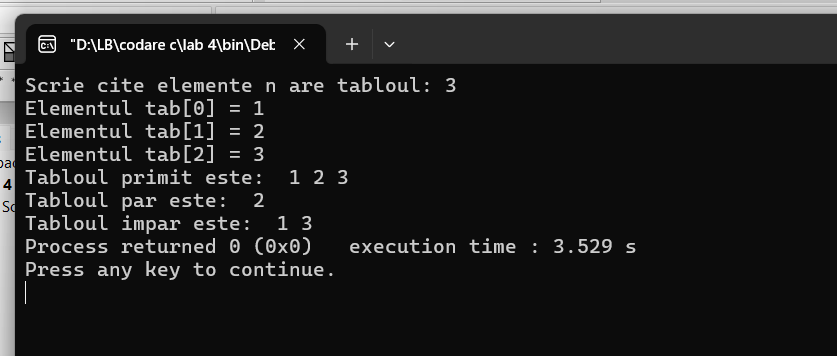 "D:\LB\codare c\lab 4\bin\Deb
Scrie cite elemente n are tabloul: 3
Elementul tab[0] = 1
Elementul tab[1] = 2
Elementul tab[2] = 3
Tabloul primit este:  1 2 3
Tabloul par este:  2
Tabloul impar este:  1 3
Process returned 0 (0x0)   execution time : 3.529 s
Press any key to continue.
4